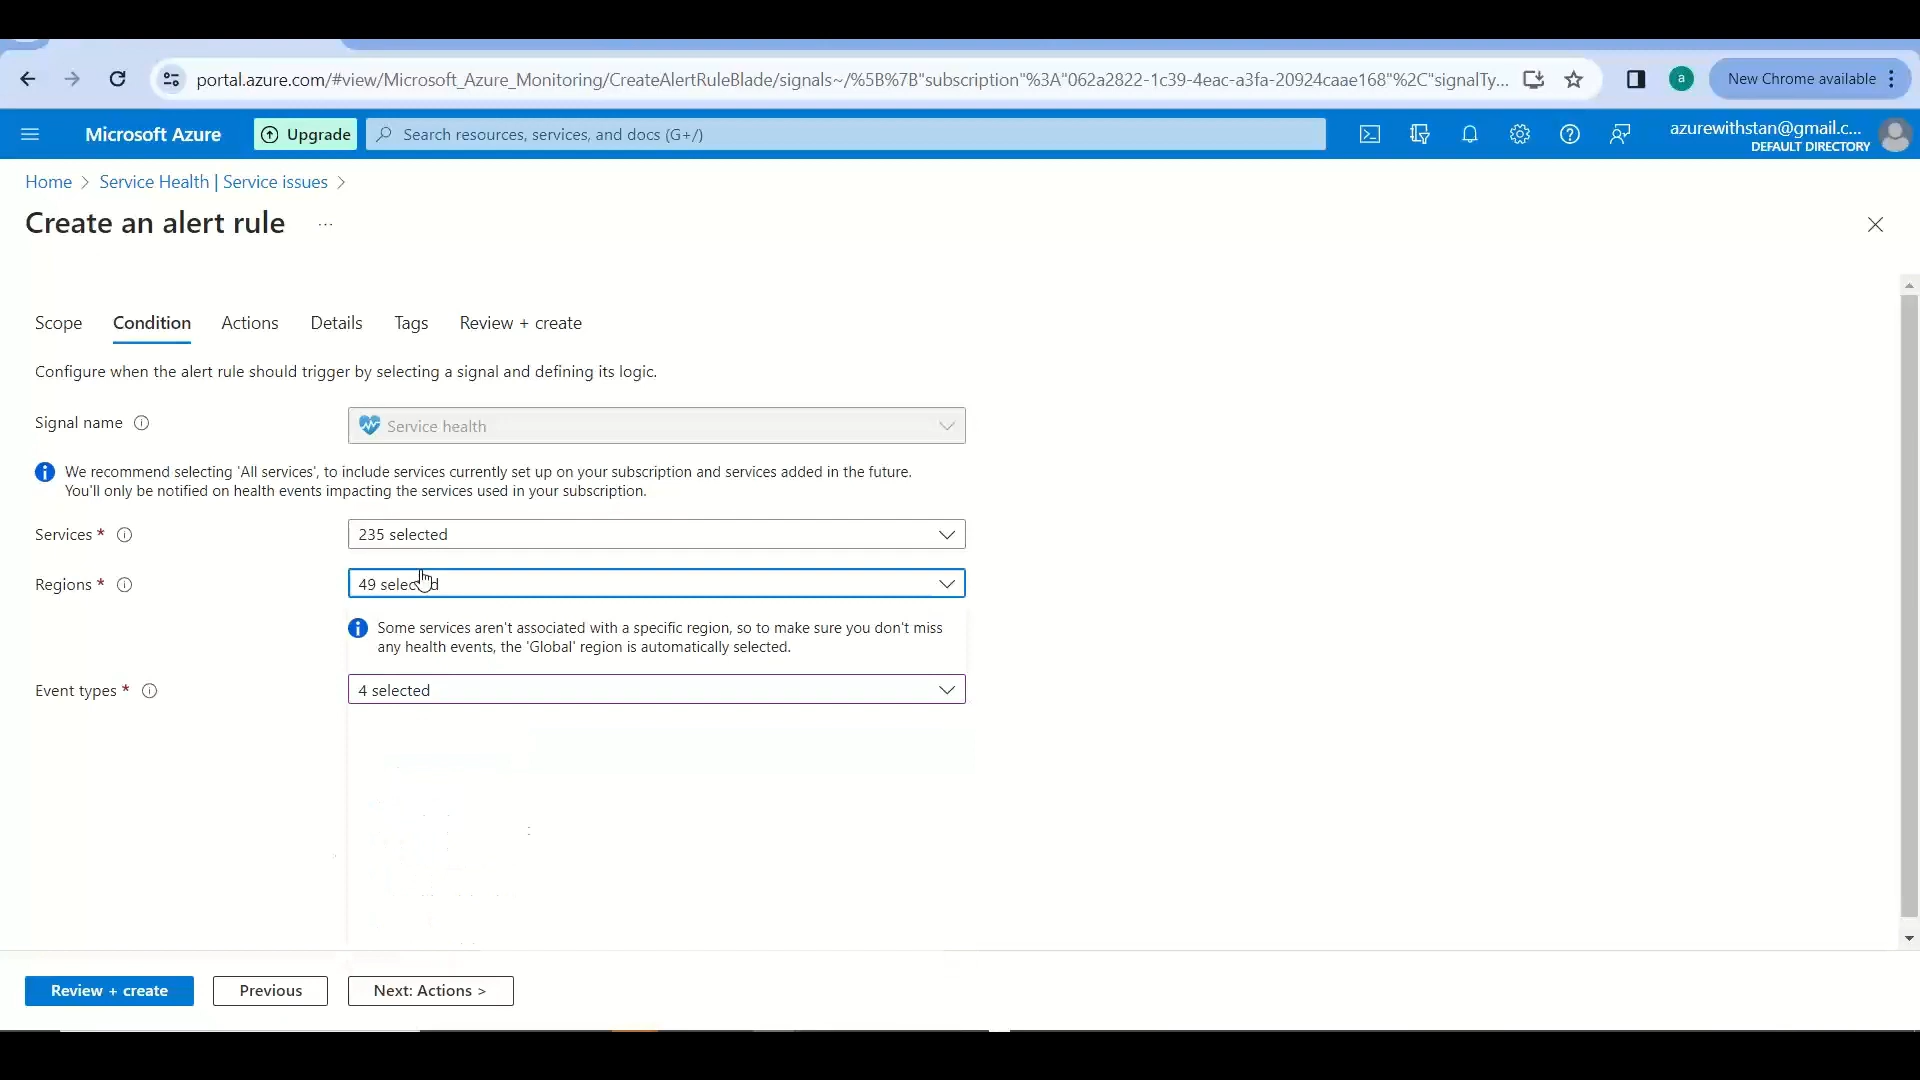 portal.azure.com/#view/Microsoft_Azure_Monitoring/CreateAlertRuleBlade/signals~/%5B%7B"subscription"%3A"062a2822-1c39-4eac-a3fa-20924caae168"%2C"signalTy...
a
New Chrome available
Microsoft Azure
Upgrade
Search resources, services, and docs (G+/)
azurewithstan@gmail.c...
DEFAULT DIRECTORY
Home > Service Health | Service issues >
Create an alert rule ...
Scope Condition Actions Details Tags Review + create
Configure when the alert rule should trigger by selecting a signal and defining its logic.
Signal name
Service health
We recommend selecting 'All services', to include services currently set up on your subscription and services added in the future.
You'll only be notified on health events impacting the services used in your subscription.
Services *
235 selected
Regions *
49 selected
Some services aren't associated with a specific region, so to make sure you don't miss
any health events, the 'Global' region is automatically selected.
Event types *
4 selected
Review + create
Previous
Next: Actions >